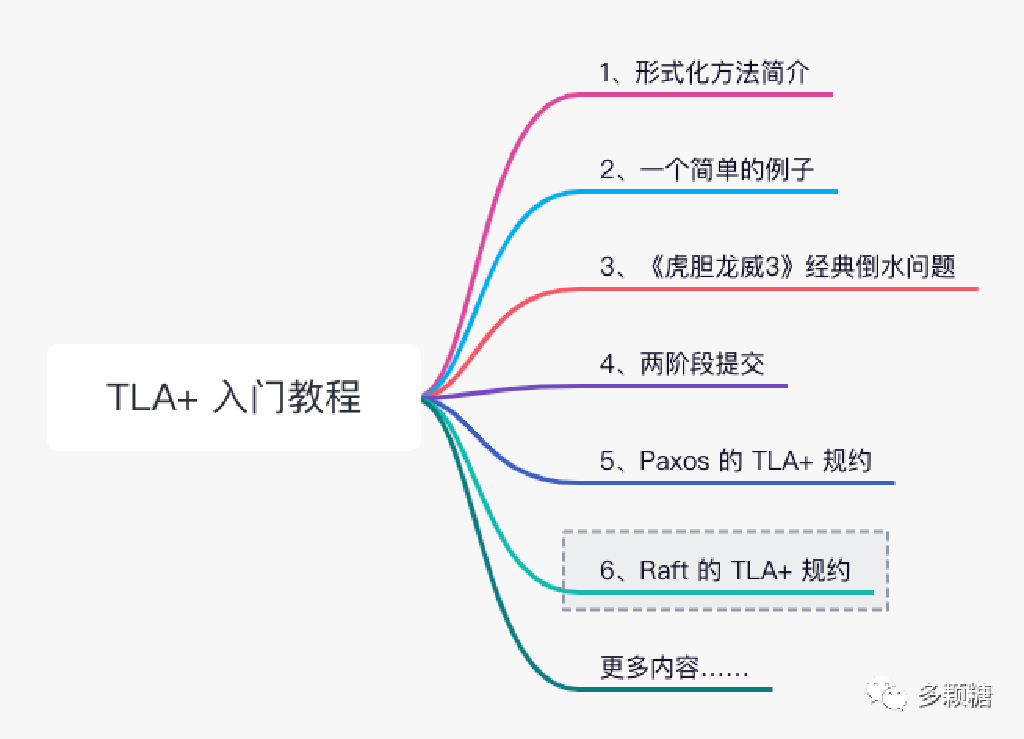 1、形式化方法简介
2、一个简单的例子
3、《虎胆龙威3》经典倒水问题
4、两阶段提交
TLA+ 入门教程
5、Paxos 的 TLA+ 规约
6、Raft 的 TLA+ 规约
更多内容……
多颗糖